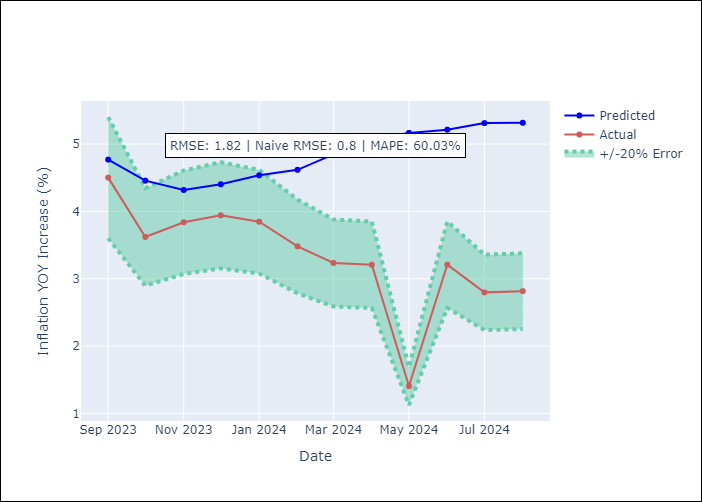 Predicted
Actual
+/-20% Error
RMSE: 1.82 | Naive RMSE: 0.8 | MAPE: 60.03%
5
4
3
2
1
Inflation YOY Increase (%)
Sep 2023 Nov 2023 Jan 2024 Mar 2024 May 2024 Jul 2024
Date